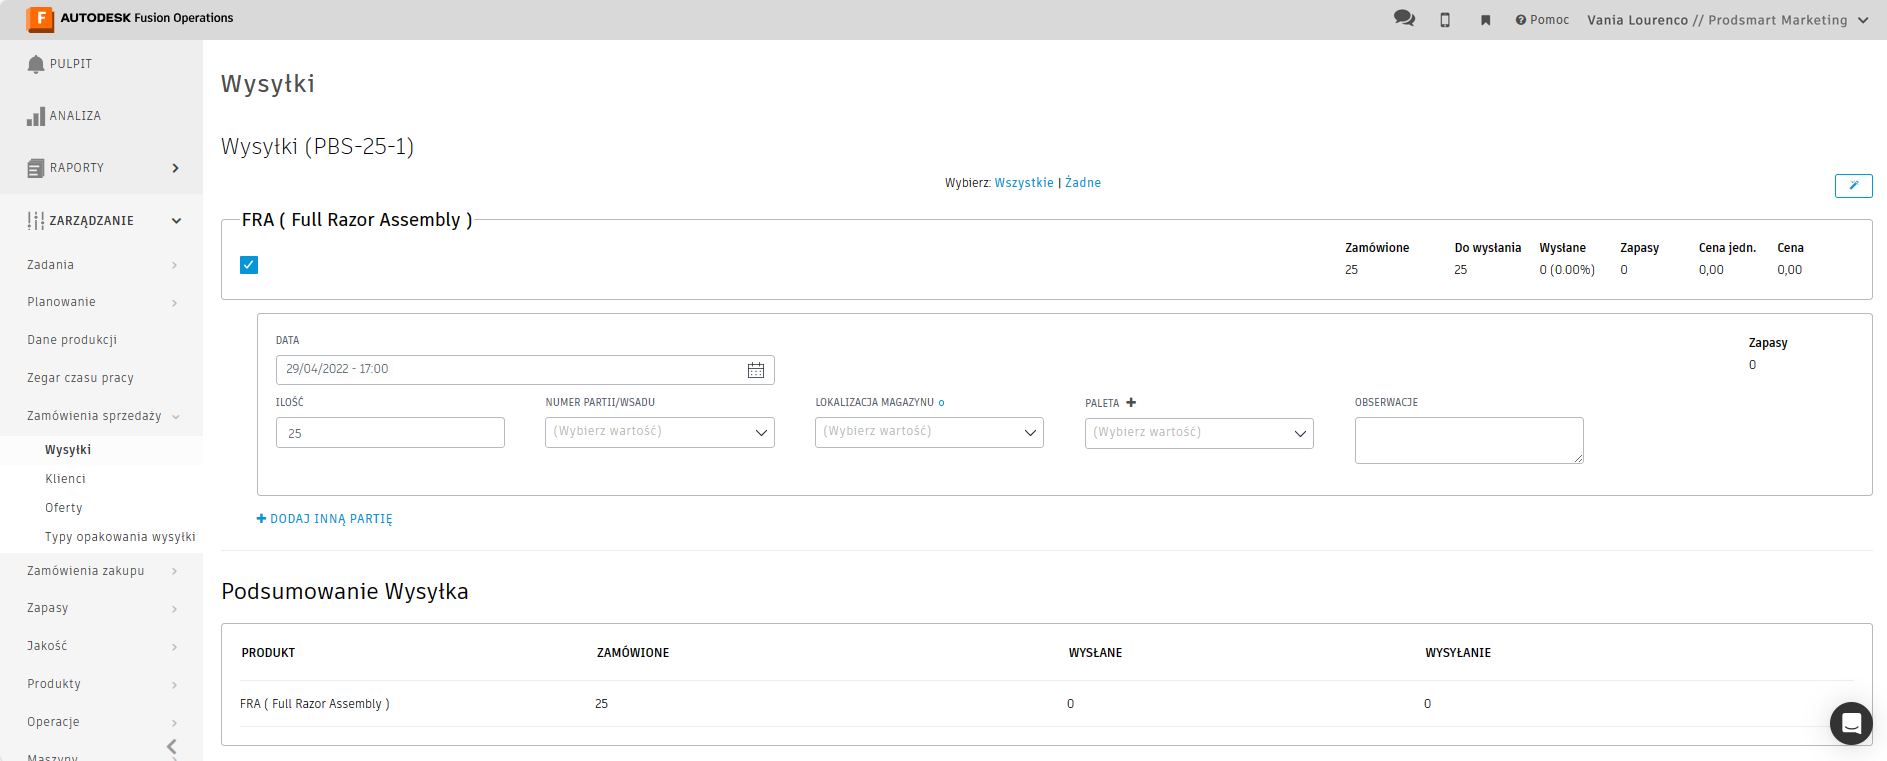 AUTODESK Fusion Operations
Pomoc
Vania Lourenco // Prodsmart Marketing
PULPIT
ANALIZA
RAPORTY
ZARZĄDZANIE
Zadania
Planowanie
Dane produkcji
Zegar czasu pracy
Zamówienia sprzedaży
Wysyłki
Klienci
Oferty
Typy opakowania wysyłki
Zamówienia zakupu
Zapasy
Jakość
Produkty
Operacje
Maszyny
Wysyłki
Wysyłki (PBS-25-1)
Wybierz: Wszystkie | Żadne
FRA ( Full Razor Assembly )
Zamówione Do wysłania Wysłane Zapasy Cena jedn. Cena
25 25 0 (0.00%) 0 0,00 0,00
DATA
29/04/2022 - 17:00
Zapasy
0
ILOŚĆ NUMER PARTII/WSADU LOKALIZACJA MAGAZYNU PALETA OBSERWACJE
25 (Wybierz wartość) (Wybierz wartość) (Wybierz wartość)
DODAJ INNĄ PARTIĘ
Podsumowanie Wysyłka
PRODUKT ZAMÓWIONE WYSŁANE WYSYŁANIE
FRA ( Full Razor Assembly ) 25 0 0